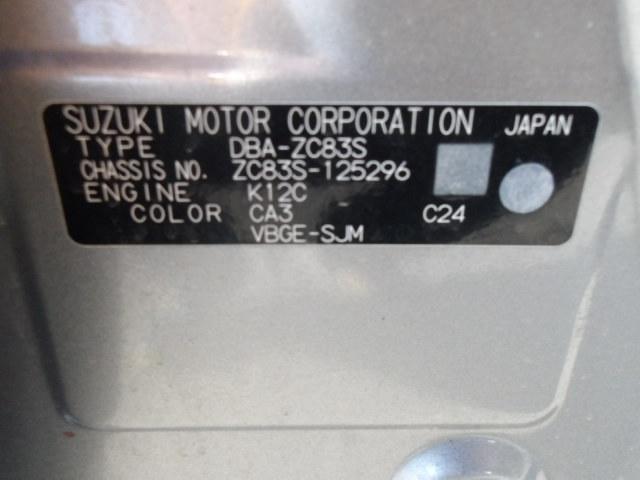 SUZUKI MOTOR CORPORATION JAPAN
TYPE DBA-ZC83S
CHASSIS NO. ZC83S-125296
ENGINE K12C
COLOR CA3 C24
VBGE-SJM